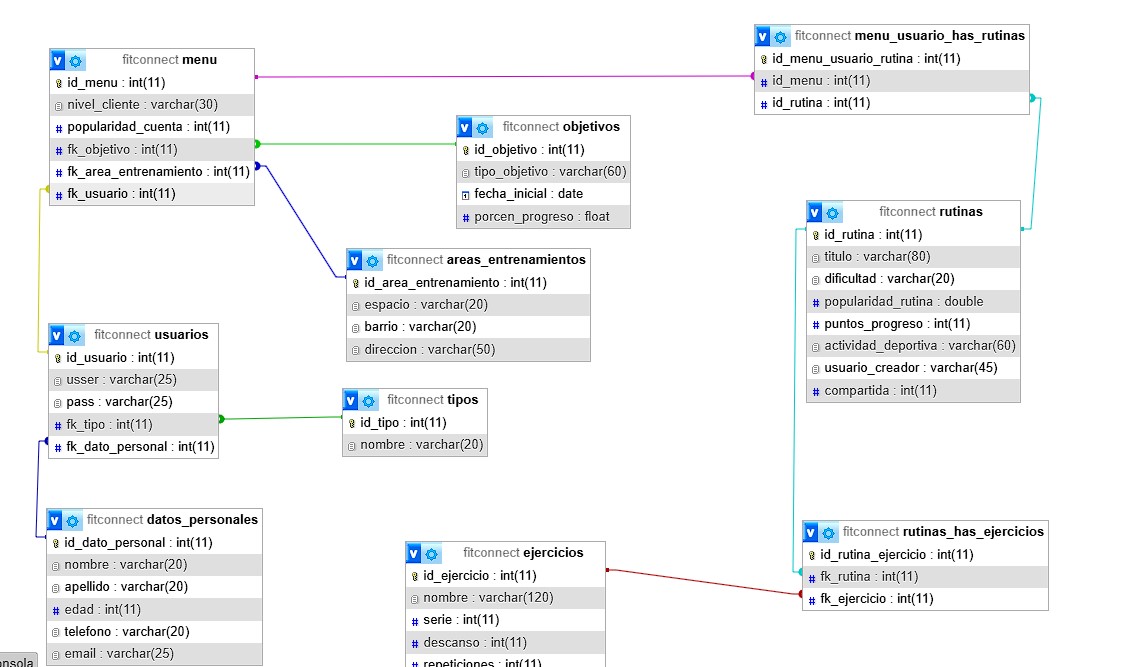 fitconnect menu
id_menu : int(11)
nivel_cliente : varchar(30)
popularidad_cuenta : int(11)
fk_objetivo : int(11)
fk_area_entrenamiento : int(11)
fk_usuario : int(11)
fitconnect menu_usuario_has_rutinas
id_menu_usuario_rutina : int(11)
id_menu : int(11)
id_rutina : int(11)
fitconnect objetivos
id_objetivo : int(11)
tipo_objetivo : varchar(60)
fecha_inicial : date
porcen_progreso : float
fitconnect rutinas
id_rutina : int(11)
titulo : varchar(80)
dificultad : varchar(20)
popularidad_rutina : double
puntos_progreso : int(11)
actividad_deportiva : varchar(60)
usuario_creador : varchar(45)
compartida : int(11)
fitconnect areas_entrenamientos
id_area_entrenamiento : int(11)
espacio : varchar(20)
barrio : varchar(20)
direccion : varchar(50)
fitconnect usuarios
id_usuario : int(11)
usser : varchar(25)
pass : varchar(25)
fk_tipo : int(11)
fk_dato_personal : int(11)
fitconnect tipos
id_tipo : int(11)
nombre : varchar(20)
fitconnect datos_personales
id_dato_personal : int(11)
nombre : varchar(20)
apellido : varchar(20)
edad : int(11)
telefono : varchar(20)
email : varchar(25)
fitconnect ejercicios
id_ejercicio : int(11)
nombre : varchar(120)
serie : int(11)
descanso : int(11)
repeticiones : int(11)
fitconnect rutinas_has_ejercicios
id_rutina_ejercicio : int(11)
fk_rutina : int(11)
fk_ejercicio : int(11)
onsola